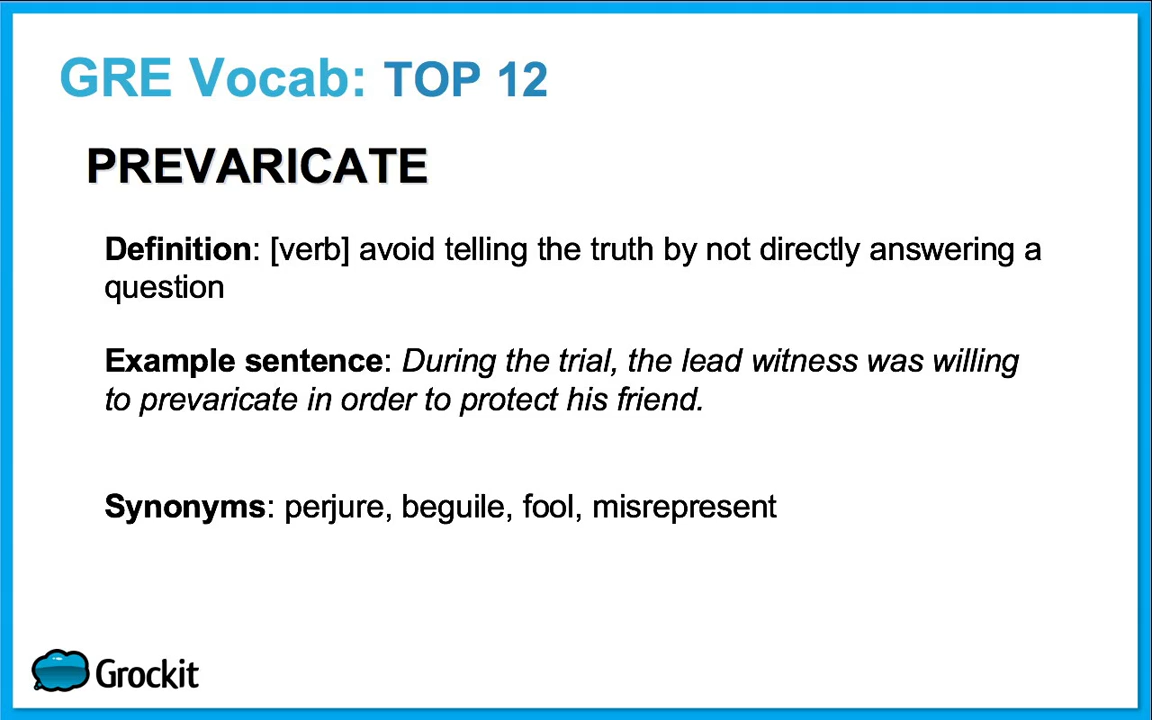 GRE Vocab: TOP 12
PREVARICATE
Definition: [verb] avoid telling the truth by not directly answering a
question
Example sentence: During the trial, the lead witness was willing
to prevaricate in order to protect his friend.
Synonyms: perjure, beguile, fool, misrepresent
Grockit